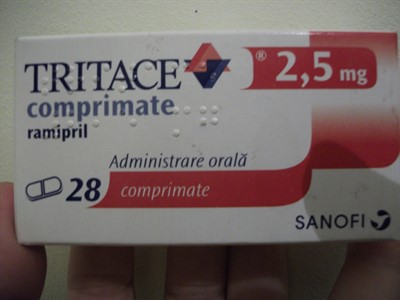 TRITACE ® 2,5 mg
comprimate
ramipril
Administrare orală
28 comprimate
SANOFI